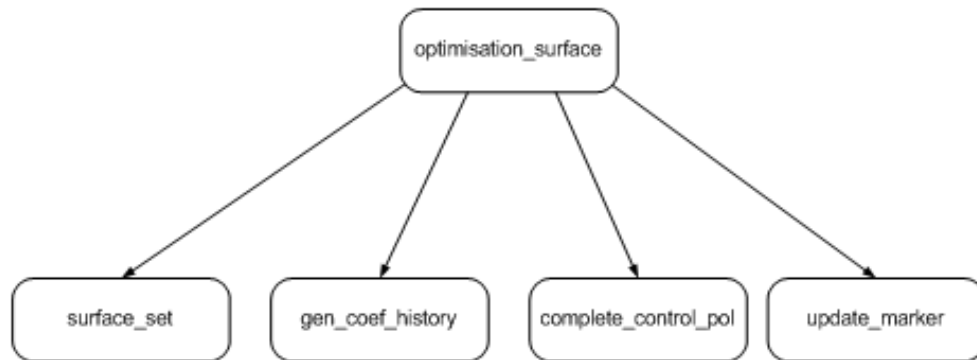 optimisation_surface
surface_set
gen_coef_history
complete_control_pol
update_marker